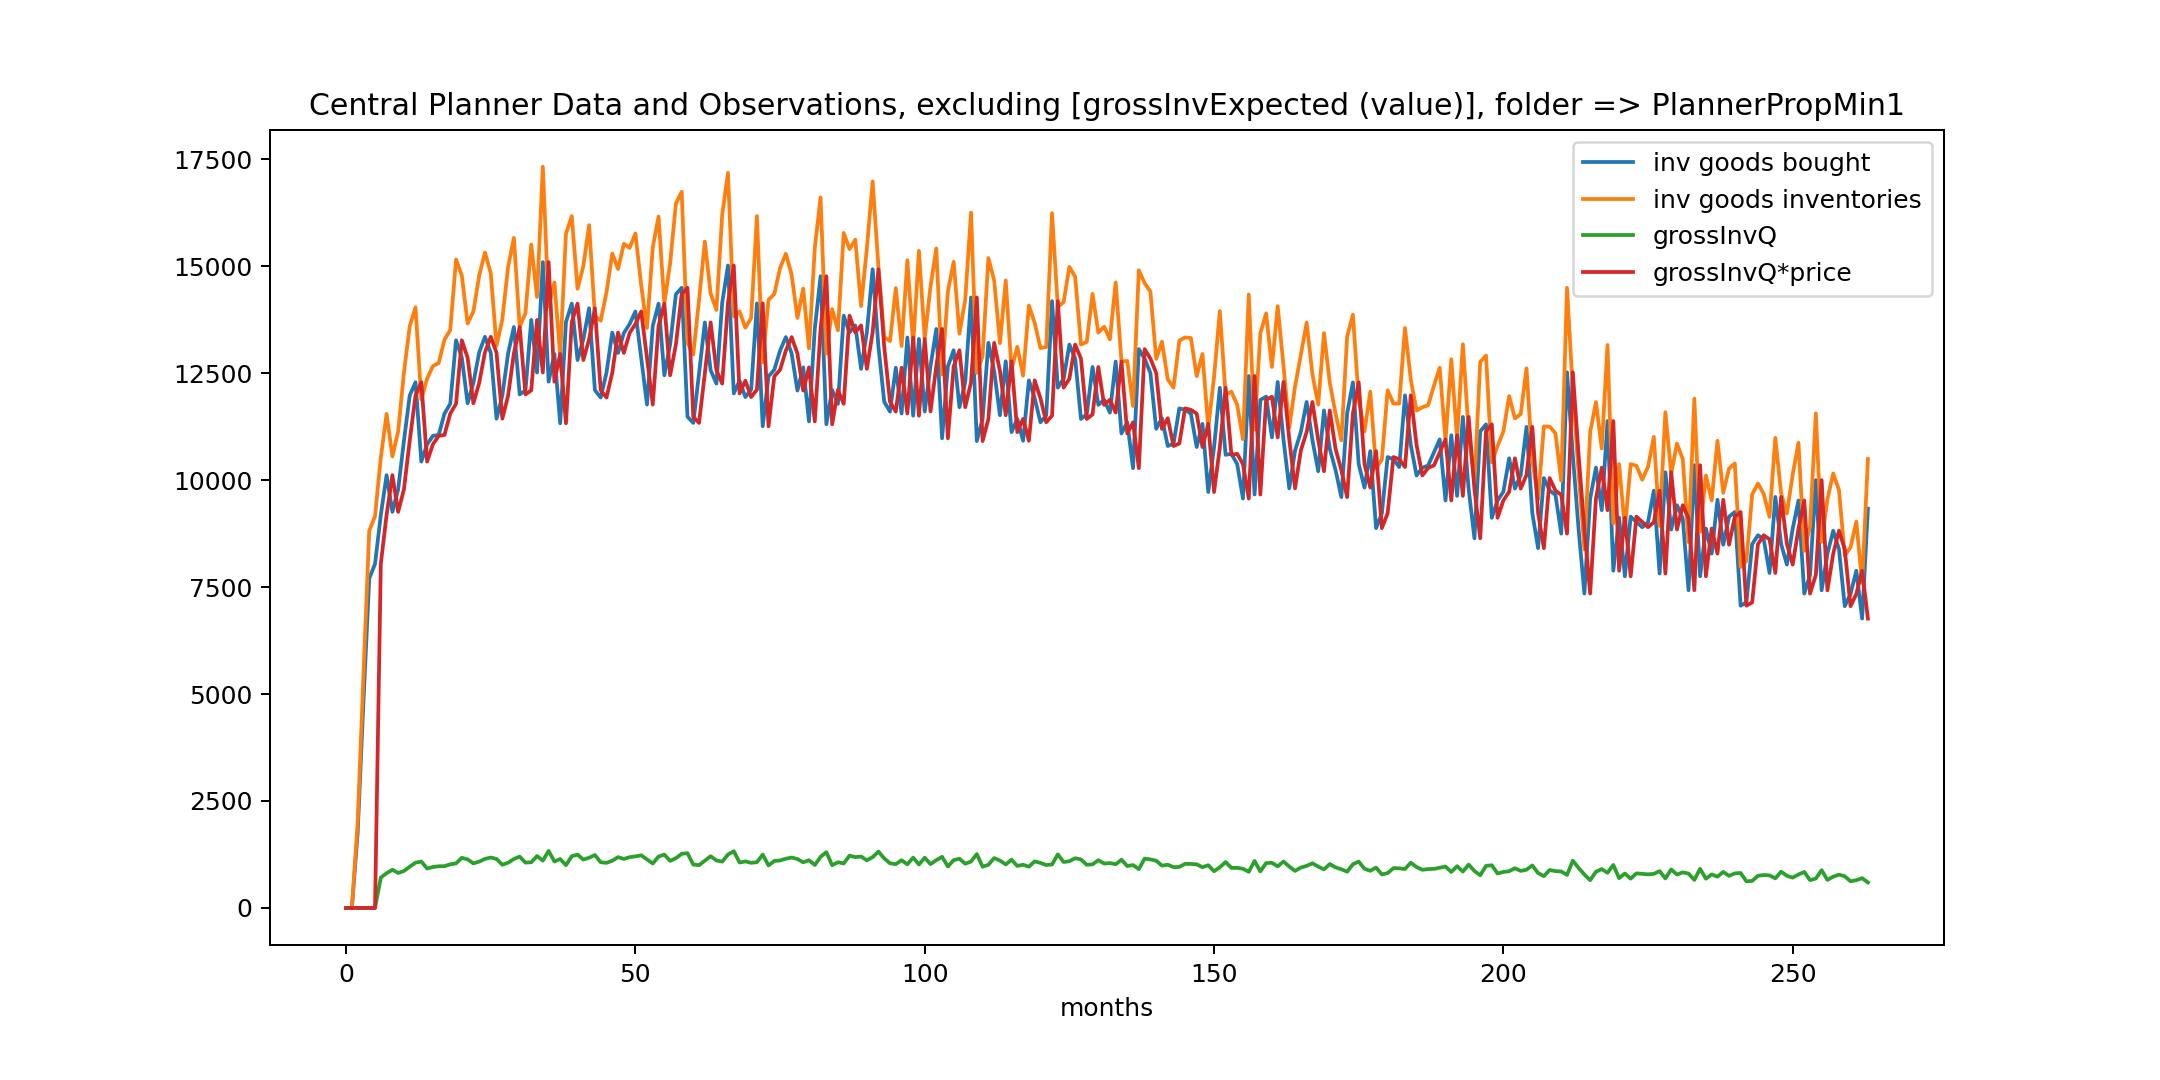 Central Planner Data and Observations, excluding [grossInvExpected (value)], folder => PlannerPropMin1
17500
15000
12500
10000
7500
5000
2500
0
inv goods bought
inv goods inventories
grossInvQ
grossInvQ*price
0 50 100 150 200 250
months